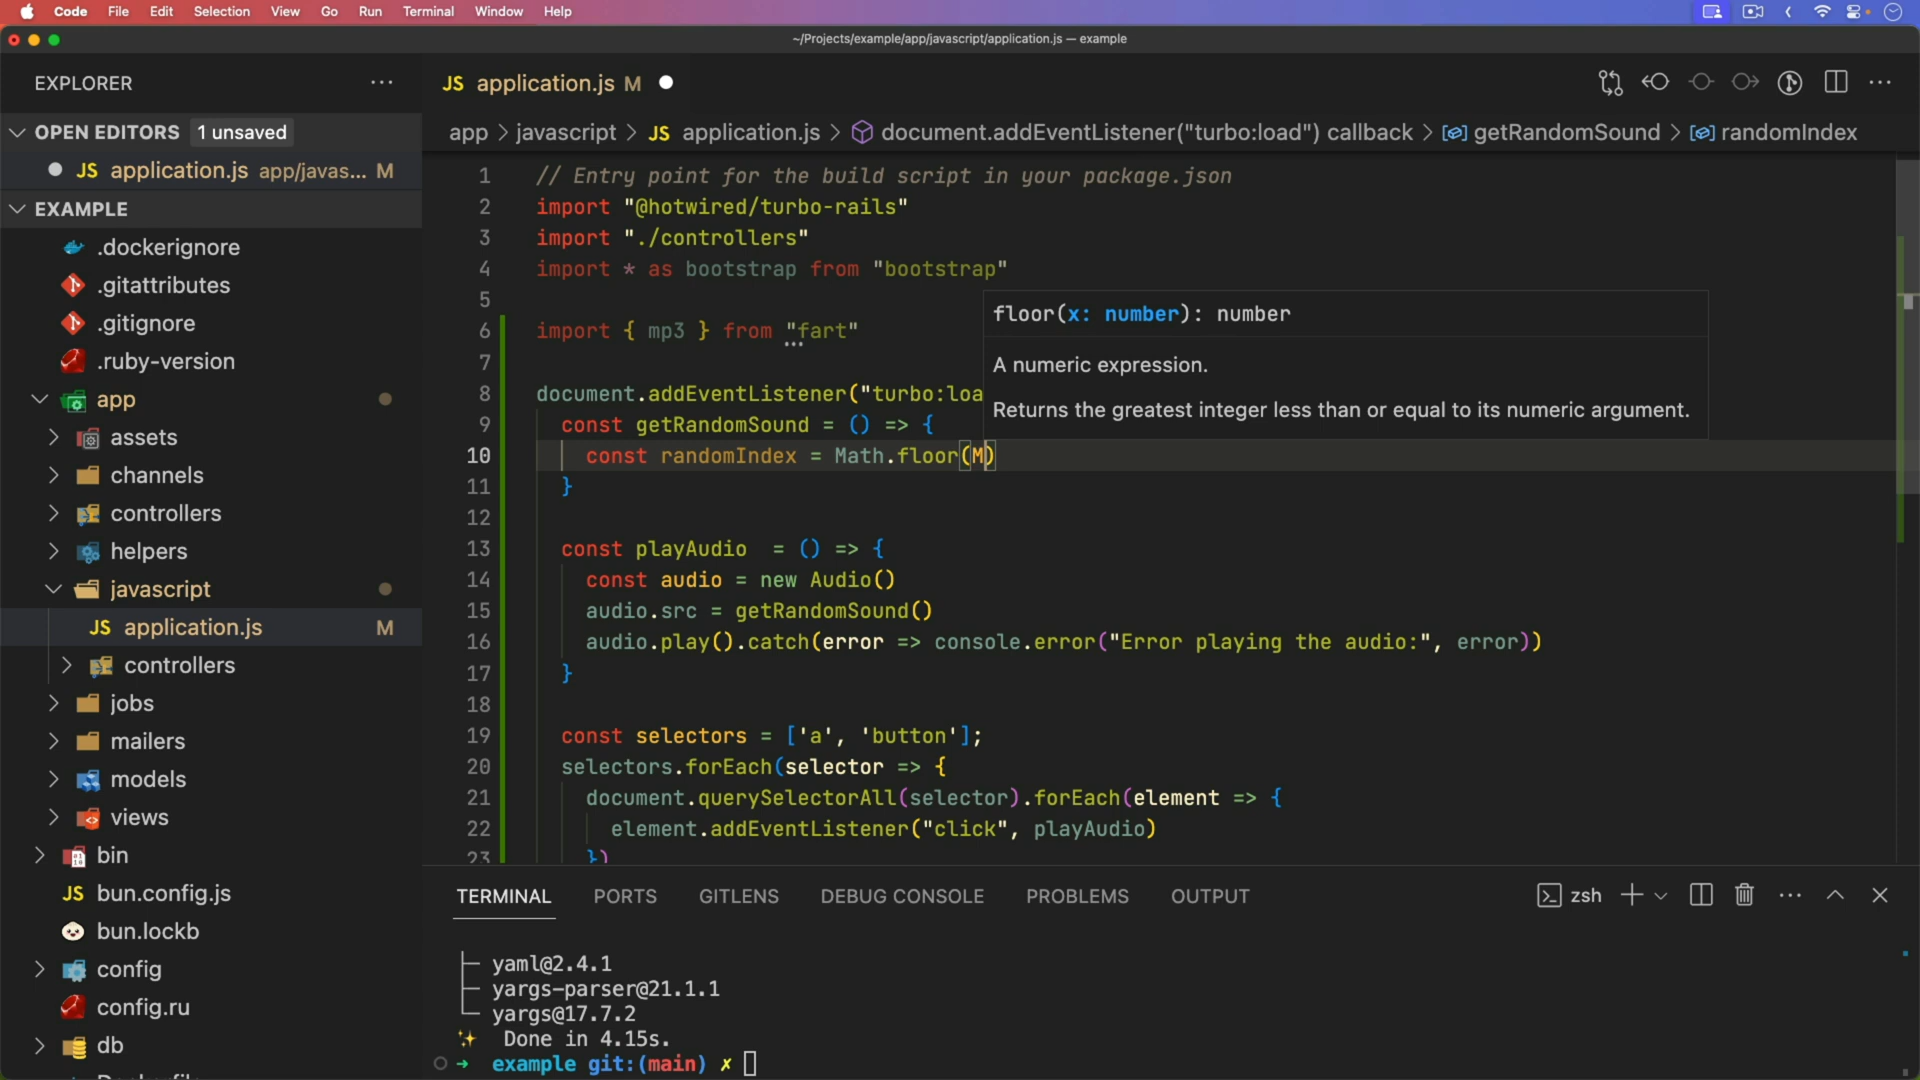 Code File Edit Selection View Go Run Terminal Window Help
~/Projects/example/app/javascript/application.js — example
EXPLORER
OPEN EDITORS 1 unsaved
JS application.js app/javas... M
EXAMPLE
.dockerignore
.gitattributes
.gitignore
.ruby-version
app
assets
channels
controllers
helpers
javascript
JS application.js M
controllers
jobs
mailers
models
views
bin
JS bun.config.js
bun.lockb
config
config.ru
db
JS application.js M
app > javascript > JS application.js > document.addEventListener("turbo:load") callback > getRandomSound > randomIndex
1 // Entry point for the build script in your package.json
2 import "@hotwired/turbo-rails"
3 import "./controllers"
4 import * as bootstrap from "bootstrap"
5
6 import { mp3 } from "fart"
7
8 document.addEventListener("turbo:loa
9 const getRandomSound = () => {
10 const randomIndex = Math.floor(M)
11 }
12
13 const playAudio  = () => {
14 const audio = new Audio()
15 audio.src = getRandomSound()
16 audio.play().catch(error => console.error("Error playing the audio:", error))
17 }
18
19 const selectors = ['a', 'button'];
20 selectors.forEach(selector => {
21 document.querySelectorAll(selector).forEach(element => {
22 element.addEventListener("click", playAudio)
23 })
floor(x: number): number
A numeric expression.
Returns the greatest integer less than or equal to its numeric argument.
TERMINAL PORTS GITLENS DEBUG CONSOLE PROBLEMS OUTPUT zsh
yaml@2.4.1
yargs-parser@21.1.1
yargs@17.7.2
Done in 4.15s.
➜ example git:(main) ✗